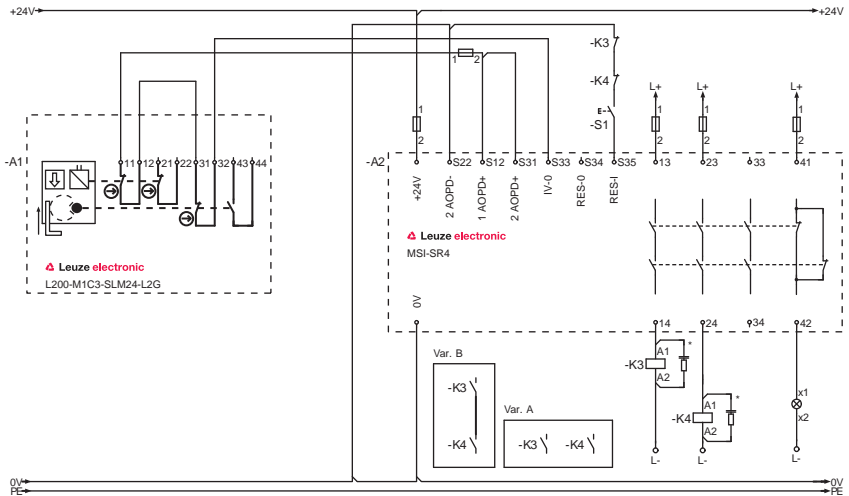 +24V
+24V
-K3
1
2
-K4
L+
L+
L+
E
-S1
1
2
1
2
1
2
1
2
-A1
11
12
21
22
31
32
43
44
-A2
S22
S12
S31
S33
S34
S35
13
23
33
41
+24V
2 AOPD-
1 APD+
2 AOPD+
IV-0
RES-0
RES-I
Leuze electronic
MSI-SR4
Leuze electronic
L200-M1C3-SLM24-L2G
0V
14
24
34
42
Var. B
-K3
-K4
Var. A
-K3
-K4
-K3
A1
A2
*
-K4
A1
A2
*
x1
x2
L-
L-
L-
0V
0V
PE
PE